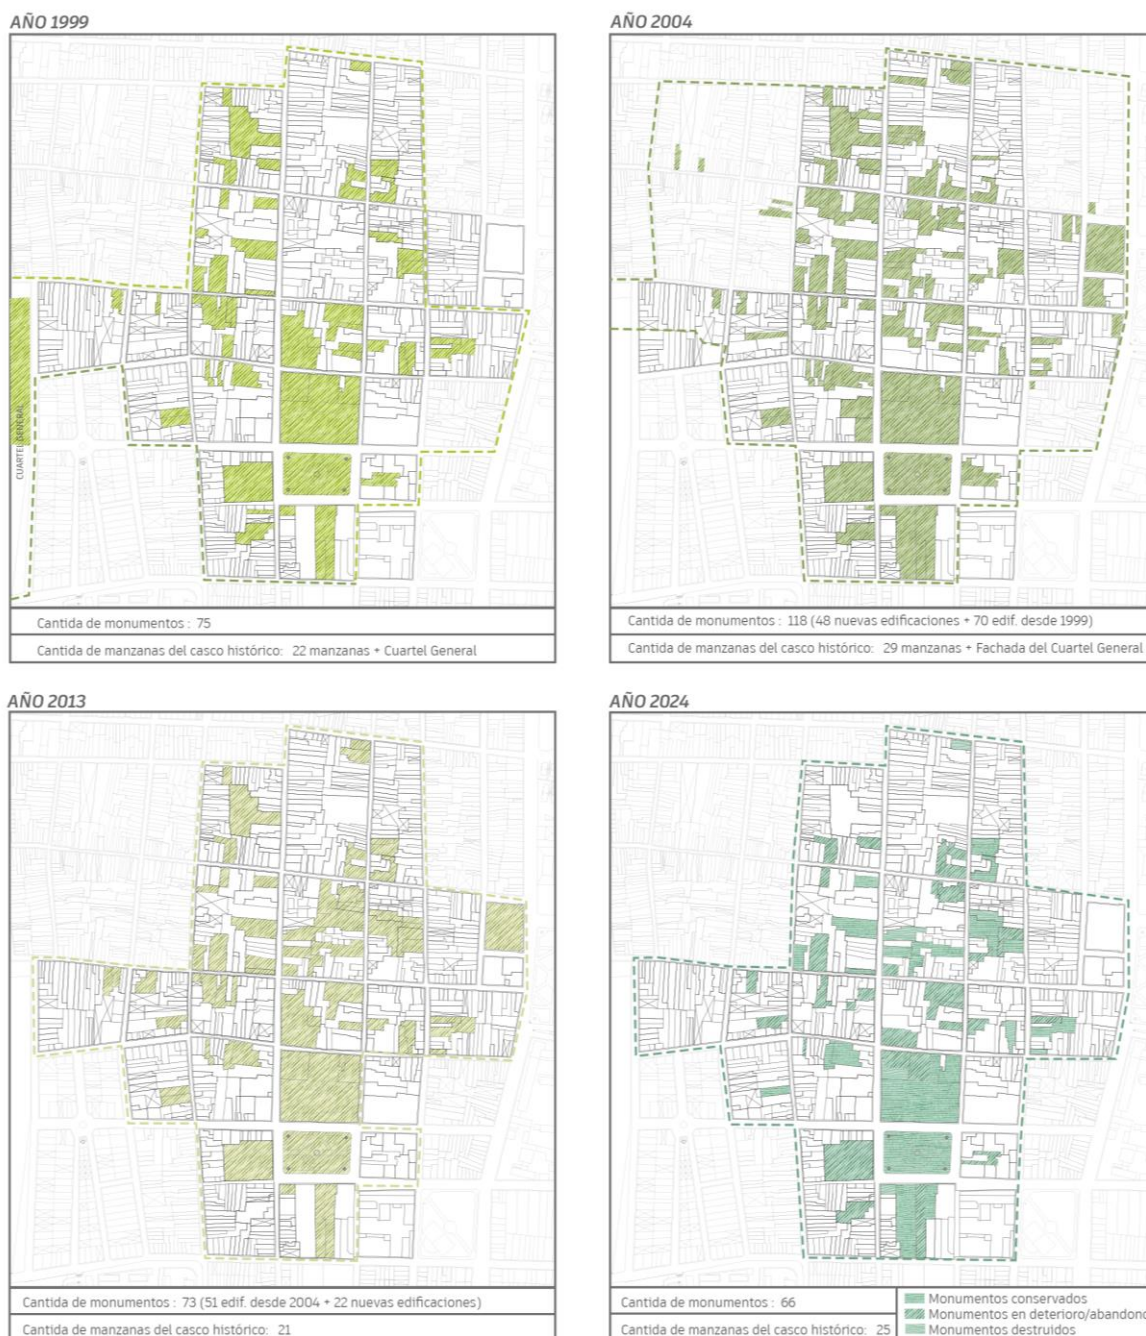 AÑO 1999
CUARTEL GENERAL
Cantida de monumentos : 75
Cantida de manzanas del casco histórico: 22 manzanas + Cuartel General
AÑO 2004
Cantida de monumentos : 118 (48 nuevas edificaciones + 70 edif. desde 1999)
Cantida de manzanas del casco histórico: 29 manzanas + Fachada del Cuartel General
AÑO 2013
Cantida de monumentos : 73 (51 edif. desde 2004 + 22 nuevas edificaciones)
Cantida de manzanas del casco histórico: 21
AÑO 2024
Cantida de monumentos : 66
Cantida de manzanas del casco histórico: 25
Monumentos conservados
Monumentos en deterioro/abandono
Monumentos destruidos